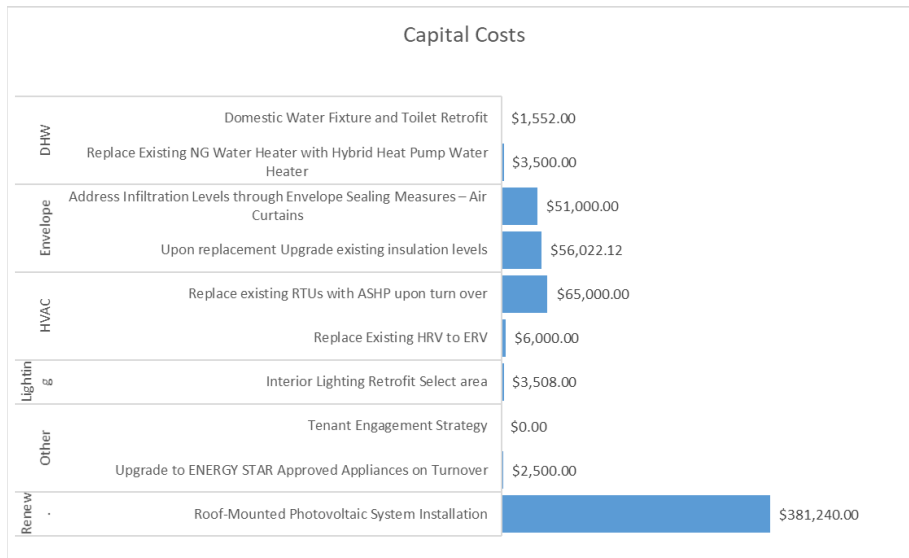 Capital Costs
DHW
Domestic Water Fixture and Toilet Retrofit
$1,552.00
Replace Existing NG Water Heater with Hybrid Heat Pump Water
Heater
$3,500.00
Envelope
Address Infiltration Levels through Envelope Sealing Measures – Air
Curtains
$51,000.00
Upon replacement Upgrade existing insulation levels
$56,022.12
HVAC
Replace existing RTUs with ASHP upon turn over
$65,000.00
Replace Existing HRV to ERV
$6,000.00
Lightin
g
Interior Lighting Retrofit Select area
$3,508.00
Other
Tenant Engagement Strategy
$0.00
Upgrade to ENERGY STAR Approved Appliances on Turnover
$2,500.00
Renew
.
Roof-Mounted Photovoltaic System Installation
$381,240.00